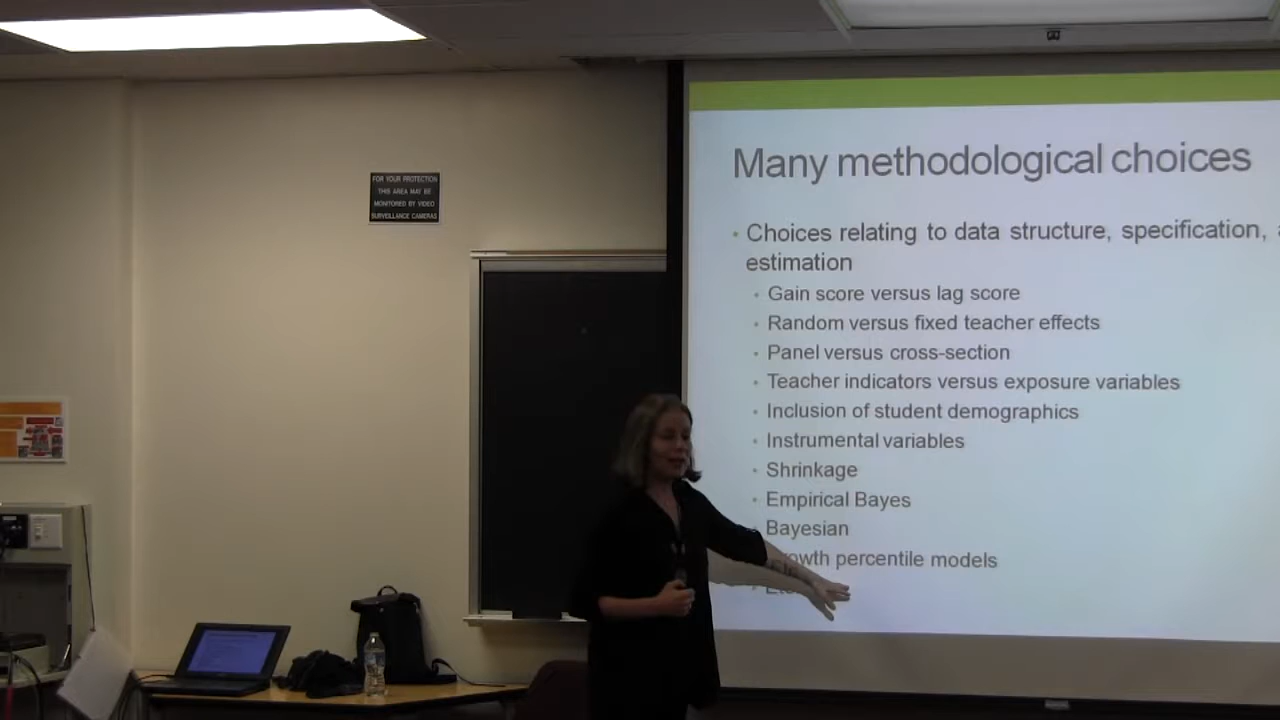 FOR YOUR PROTECTION
THIS AREA MAY BE
MONITORED BY VIDEO
SURVEILLANCE CAMERAS
Many methodological choices
• Choices relating to data structure, specification,
estimation
• Gain score versus lag score
• Random versus fixed teacher effects
• Panel versus cross-section
• Teacher indicators versus exposure variables
• Inclusion of student demographics
• Instrumental variables
• Shrinkage
• Empirical Bayes
• Bayesian
percentile models